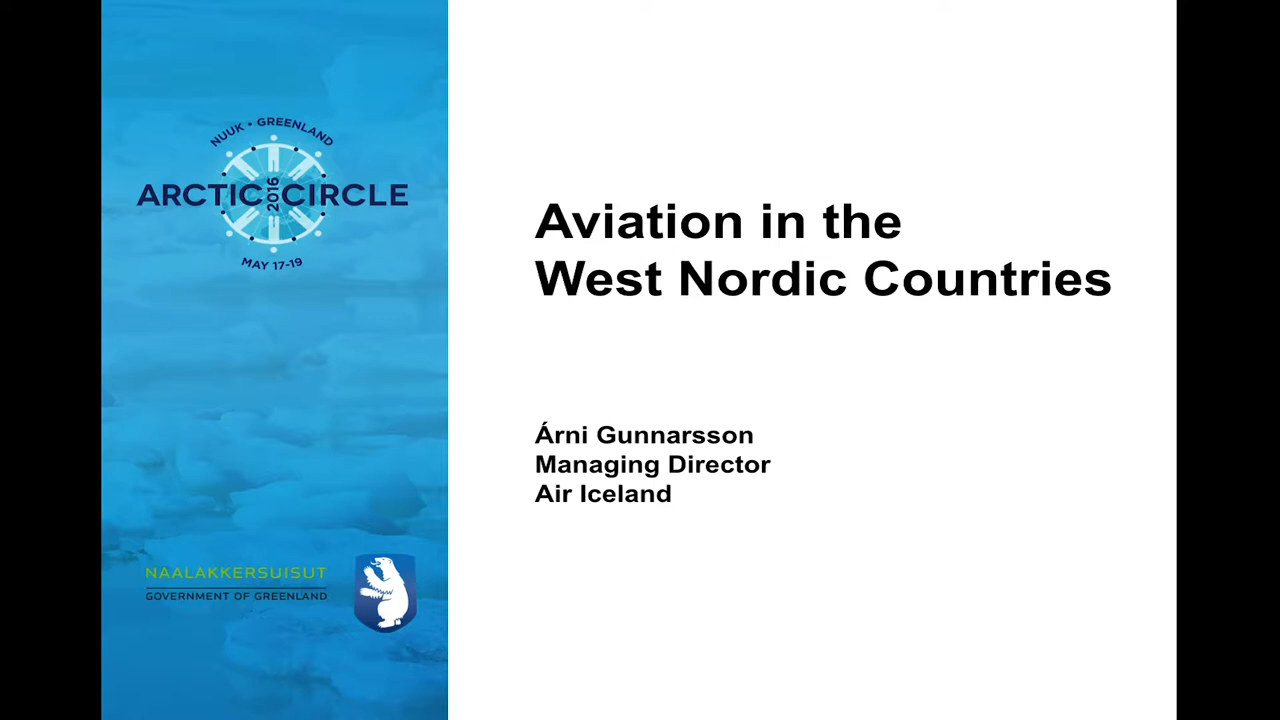 NUUK • GREENLAND
ARCTIC 2016 CIRCLE
MAY 17-19
NAALAKKERSUISUT
GOVERNMENT OF GREENLAND
Aviation in the
West Nordic Countries
Árni Gunnarsson
Managing Director
Air Iceland